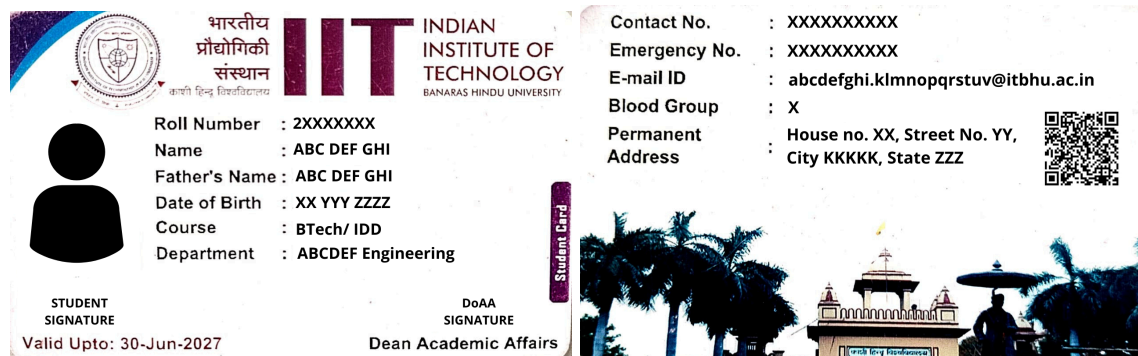 भारतीय
प्रौद्योगिकी
संस्थान
काशी हिन्दू विश्वविद्यालय
IIT
INDIAN
INSTITUTE OF
TECHNOLOGY
BANARAS HINDU UNIVERSITY
Roll Number : 2XXXXXXX
Name : ABC DEF GHI
Father's Name : ABC DEF GHI
Date of Birth : XX YYY ZZZZ
Course : BTech/ IDD
Department : ABCDEF Engineering
Student Card
STUDENT
SIGNATURE
DoAA
SIGNATURE
Valid Upto: 30-Jun-2027
Dean Academic Affairs
Contact No. : XXXXXXXXXX
Emergency No. : XXXXXXXXXX
E-mail ID : abcdefghi.klmnopqrstuv@itbhu.ac.in
Blood Group : X
Permanent
Address
: House no. XX, Street No. YY,
City KKKKK, State ZZZ
काशी हिन्दू विश्वविद्यालय